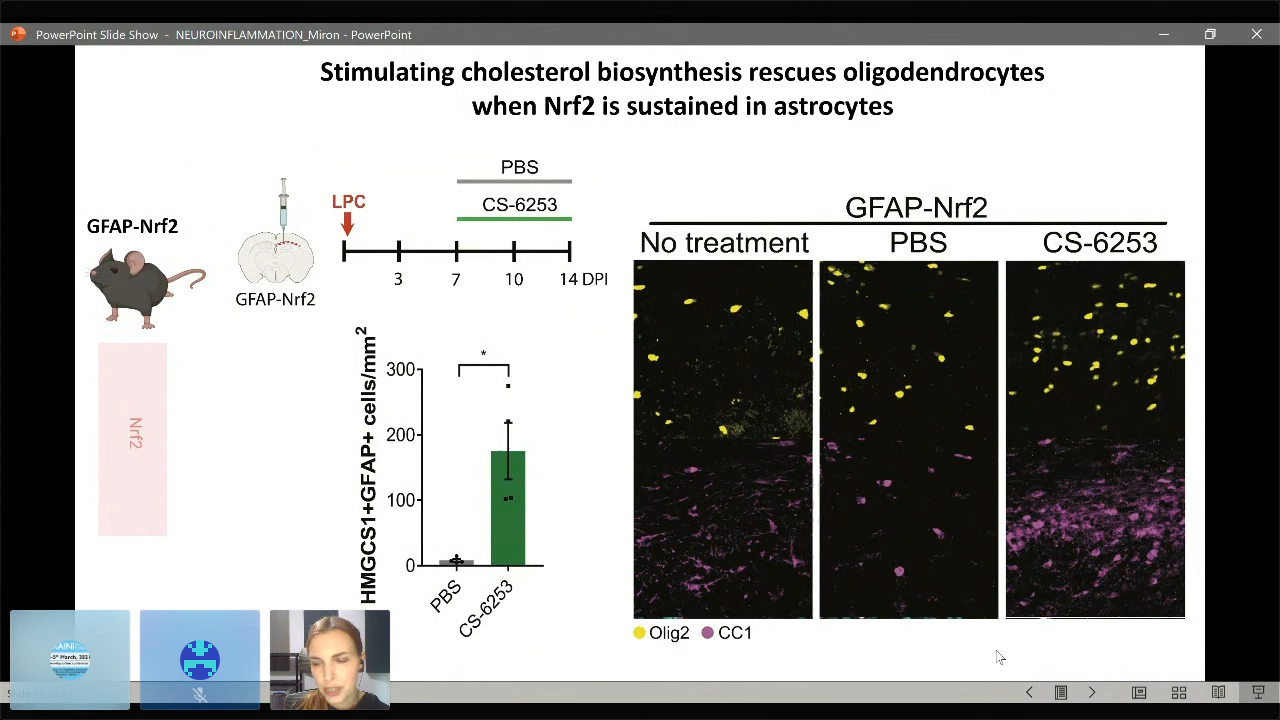 PowerPoint Slide Show - NEUROINFLAMMATION_Miron - PowerPoint
Stimulating cholesterol biosynthesis rescues oligodendrocytes
when Nrf2 is sustained in astrocytes
GFAP-Nrf2
Nrf2
GFAP-Nrf2
LPC
PBS
CS-6253
3 7 10 14 DPI
HMGCS1+GFAP+ cells/mm²
300
200
100
0
*
PBS
CS-6253
GFAP-Nrf2
No treatment PBS CS-6253
Olig2 CC1